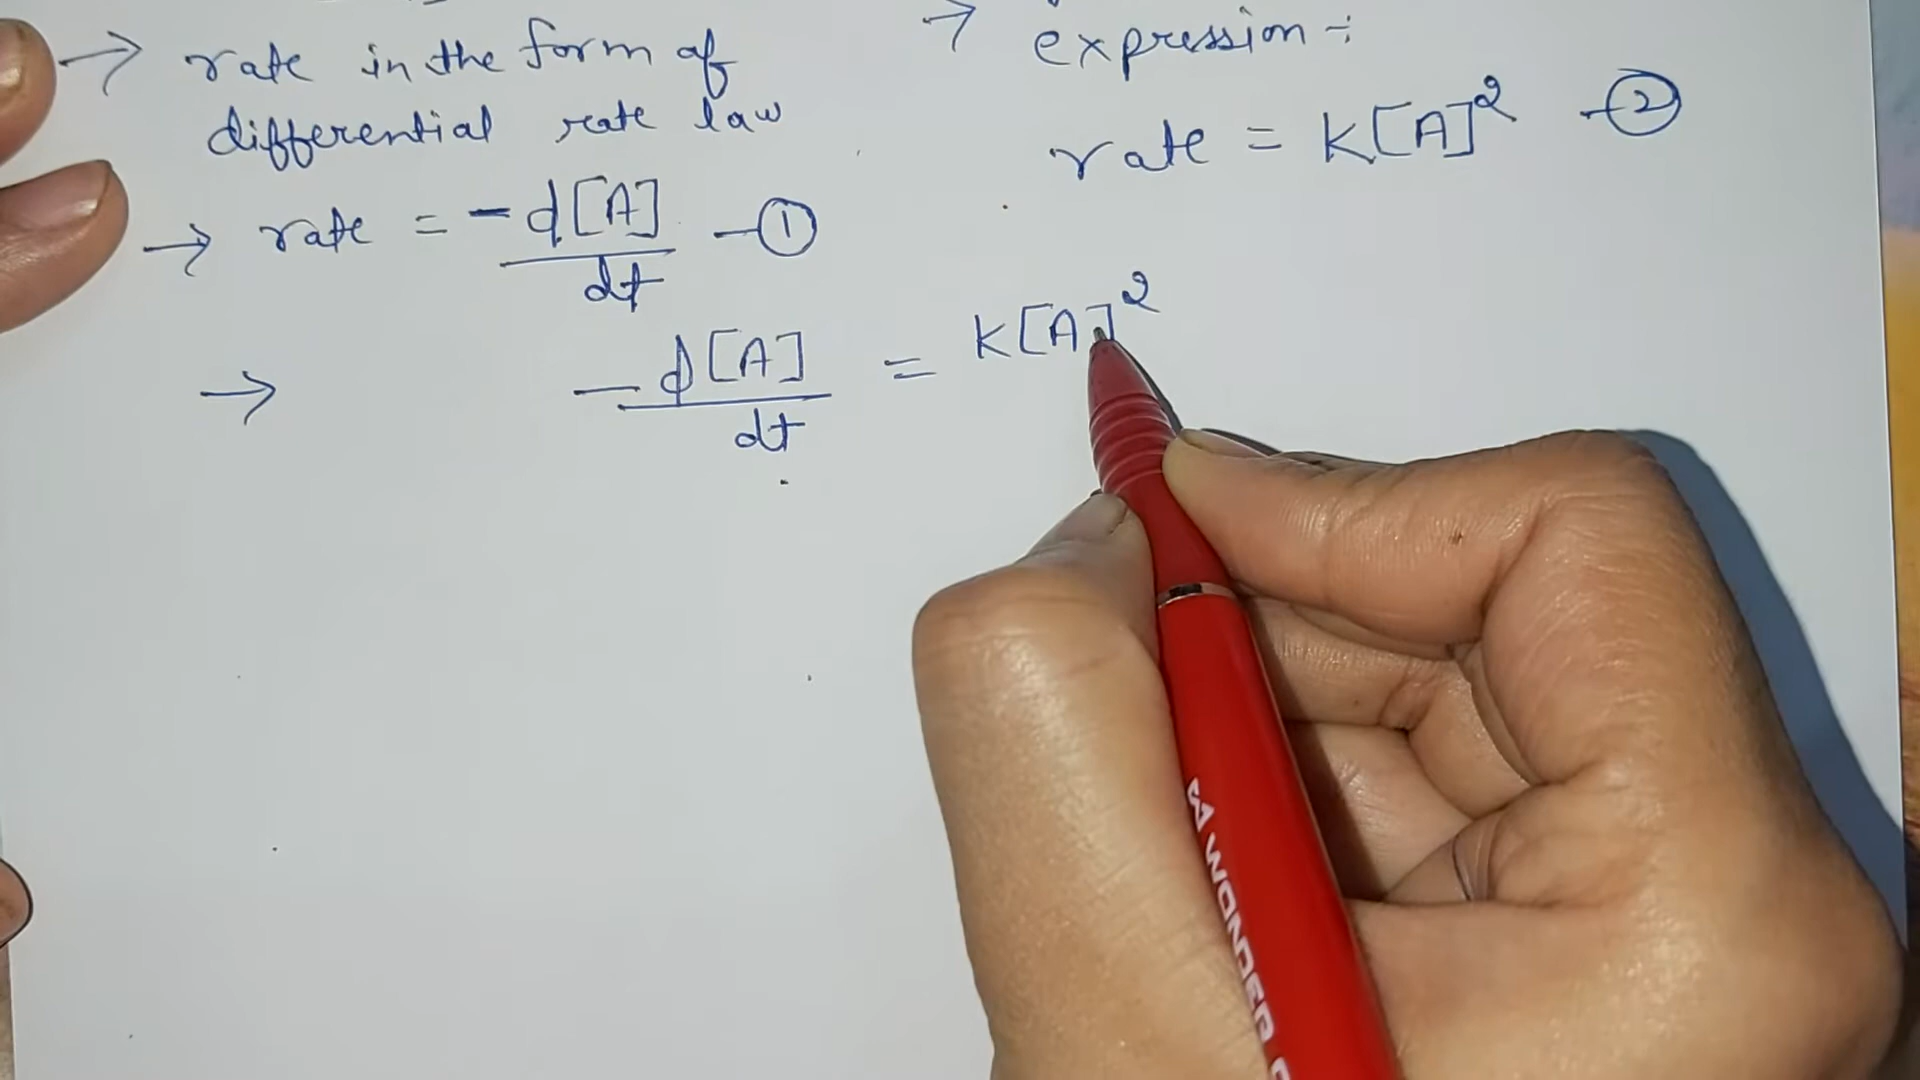 → rate in the form of
differential rate law
→ rate = -d[A]/dt —①
→
expression :-
rate = K[A]² —②
→ -d[A]/dt = K[A]²
WONDER